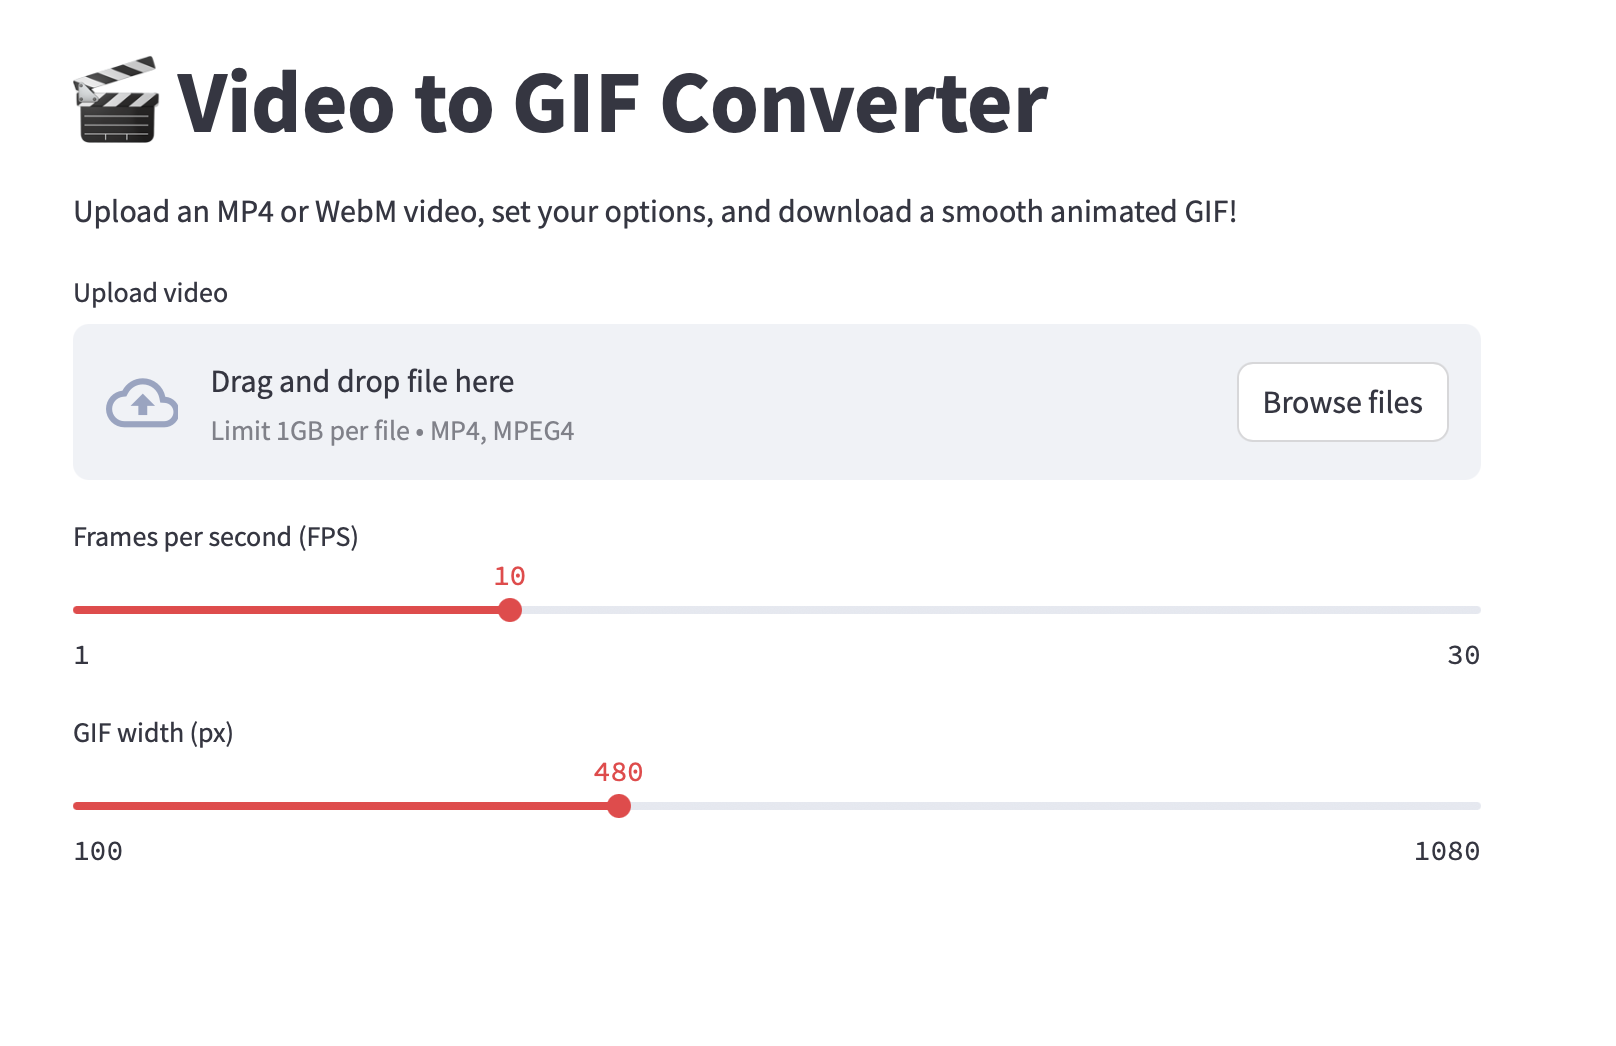 Video to GIF Converter
Upload an MP4 or WebM video, set your options, and download a smooth animated GIF!
Upload video
Drag and drop file here
Limit 1GB per file • MP4, MPEG4
Browse files
Frames per second (FPS)
10
1
30
GIF width (px)
480
100
1080